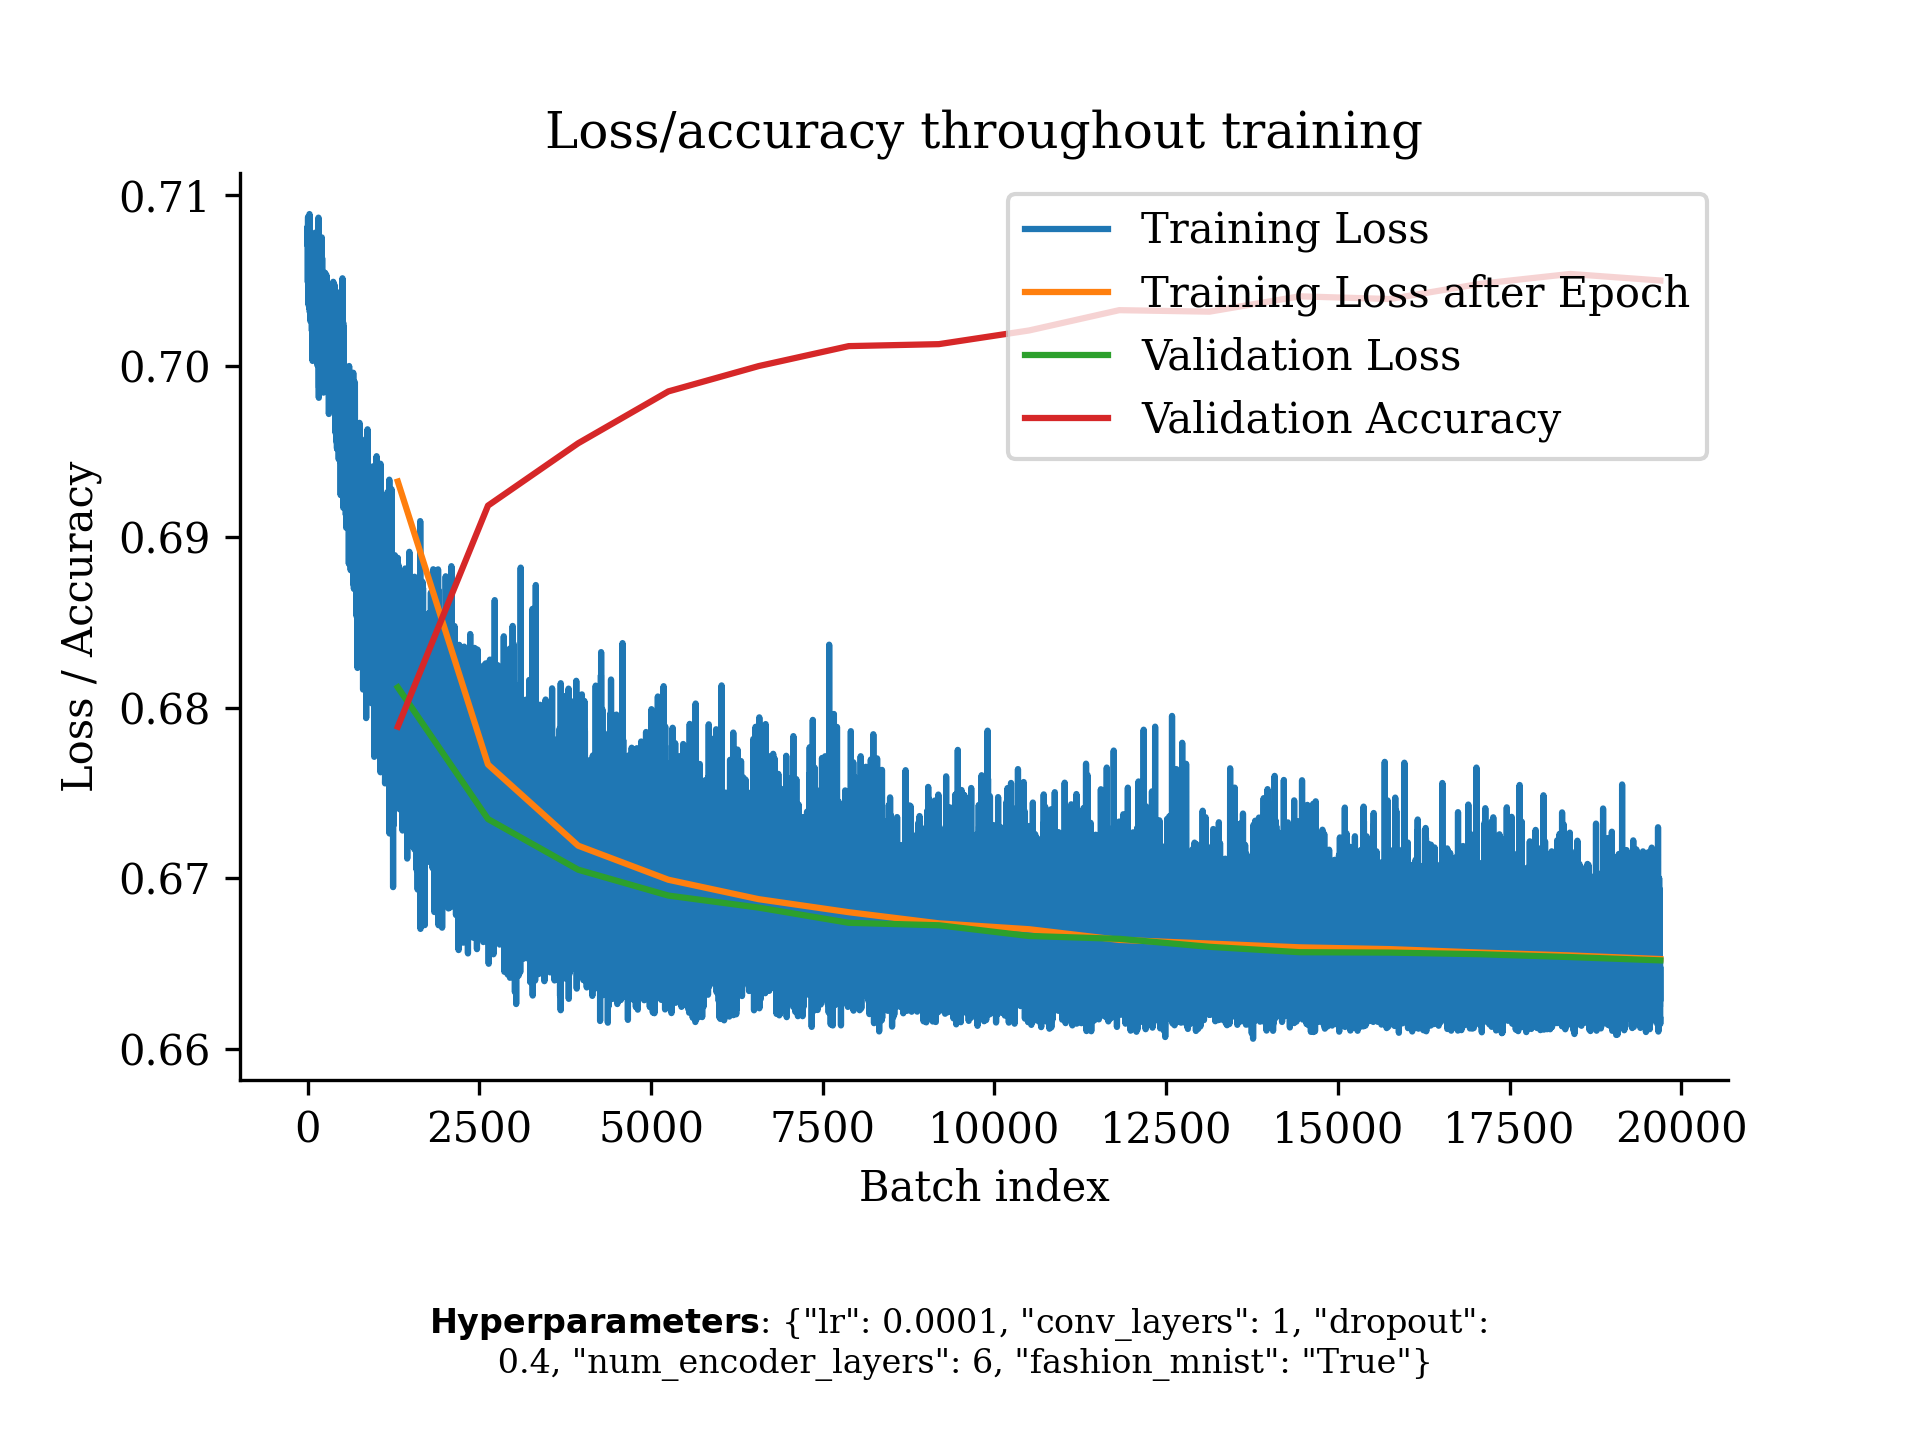 Loss/accuracy throughout training
0.71
0.70
0.69
0.68
0.67
0.66
Loss / Accuracy
Training Loss
Training Loss after Epoch
Validation Loss
Validation Accuracy
0 2500 5000 7500 10000 12500 15000 17500 20000
Batch index
Hyperparameters: {"lr": 0.0001, "conv_layers": 1, "dropout":
0.4, "num_encoder_layers": 6, "fashion_mnist": "True"}